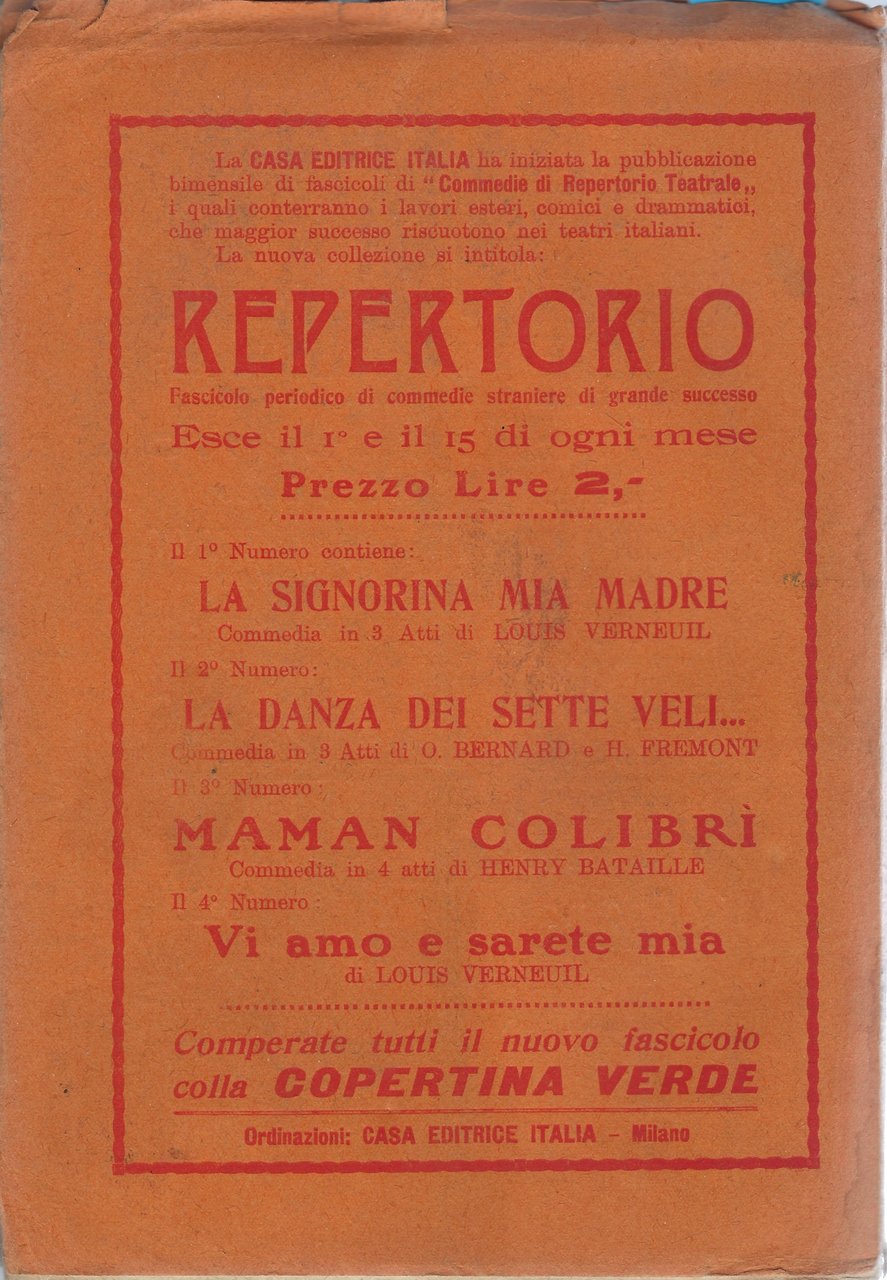 La CASA EDITRICE ITALIA ha iniziata la pubblicazione
bimensile di fascicoli di “Commedie di Repertorio Teatrale„
i quali conterranno i lavori esteri, comici e drammatici,
che maggior successo riscuotono nei teatri italiani.
La nuova collezione si intitola:
REPERTORIO
Fascicolo periodico di commedie straniere di grande successo
Esce il 1º e il 15 di ogni mese
Prezzo Lire 2,-
Il 1º Numero contiene:
LA SIGNORINA MIA MADRE
Commedia in 3 Atti di LOUIS VERNEUIL
Il 2º Numero:
LA DANZA DEI SETTE VELI...
Commedia in 3 Atti di O. BERNARD e H. FREMONT
Il 3º Numero:
MAMAN COLIBRÌ
Commedia in 4 atti di HENRY BATAILLE
Il 4º Numero:
Vi amo e sarete mia
di LOUIS VERNEUIL
Comperate tutti il nuovo fascicolo
colla COPERTINA VERDE
Ordinazioni: CASA EDITRICE ITALIA - Milano